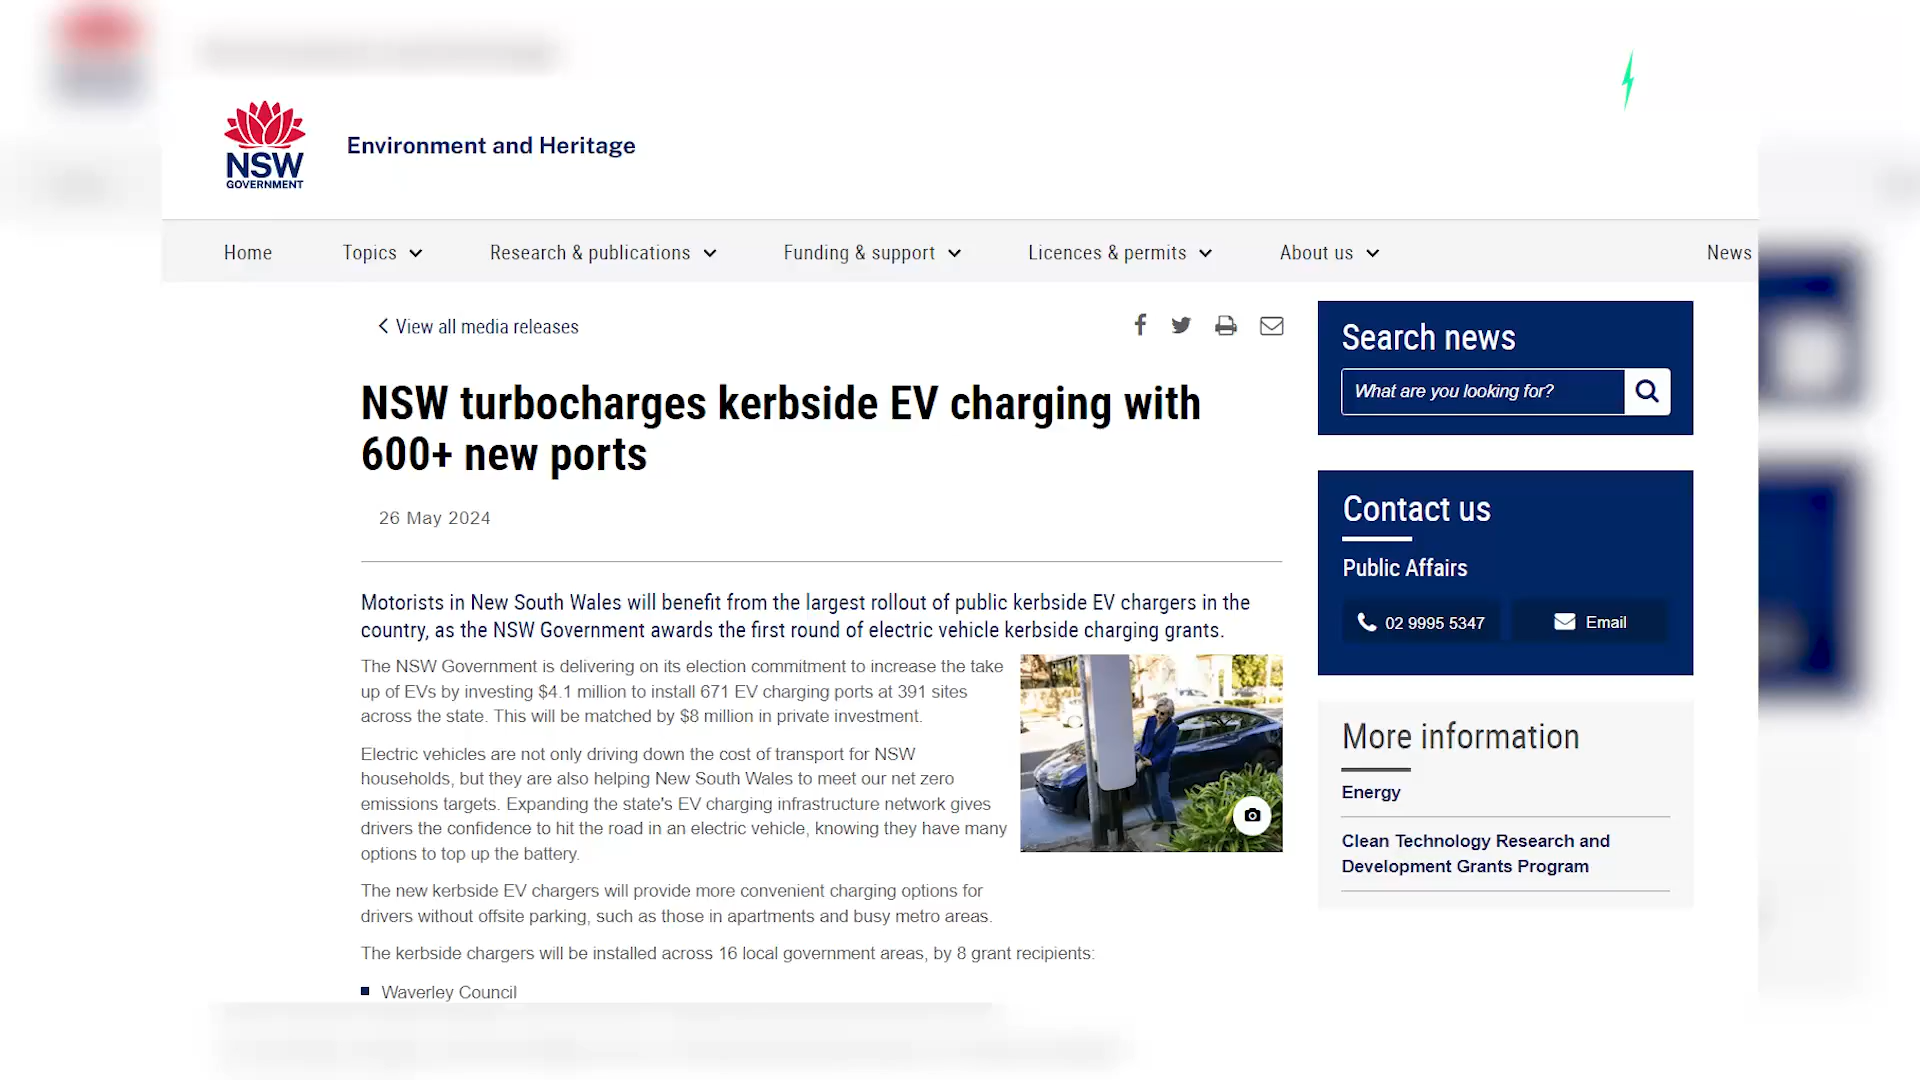 NSW
GOVERNMENT
Environment and Heritage
Home Topics Research & publications Funding & support Licences & permits About us News
View all media releases
NSW turbocharges kerbside EV charging with
600+ new ports
26 May 2024
Motorists in New South Wales will benefit from the largest rollout of public kerbside EV chargers in the
country, as the NSW Government awards the first round of electric vehicle kerbside charging grants.
The NSW Government is delivering on its election commitment to increase the take
up of EVs by investing $4.1 million to install 671 EV charging ports at 391 sites
across the state. This will be matched by $8 million in private investment.
Electric vehicles are not only driving down the cost of transport for NSW
households, but they are also helping New South Wales to meet our net zero
emissions targets. Expanding the state's EV charging infrastructure network gives
drivers the confidence to hit the road in an electric vehicle, knowing they have many
options to top up the battery.
The new kerbside EV chargers will provide more convenient charging options for
drivers without offsite parking, such as those in apartments and busy metro areas.
The kerbside chargers will be installed across 16 local government areas, by 8 grant recipients:
Waverley Council
Search news
What are you looking for?
Contact us
Public Affairs
02 9995 5347 Email
More information
Energy
Clean Technology Research and
Development Grants Program